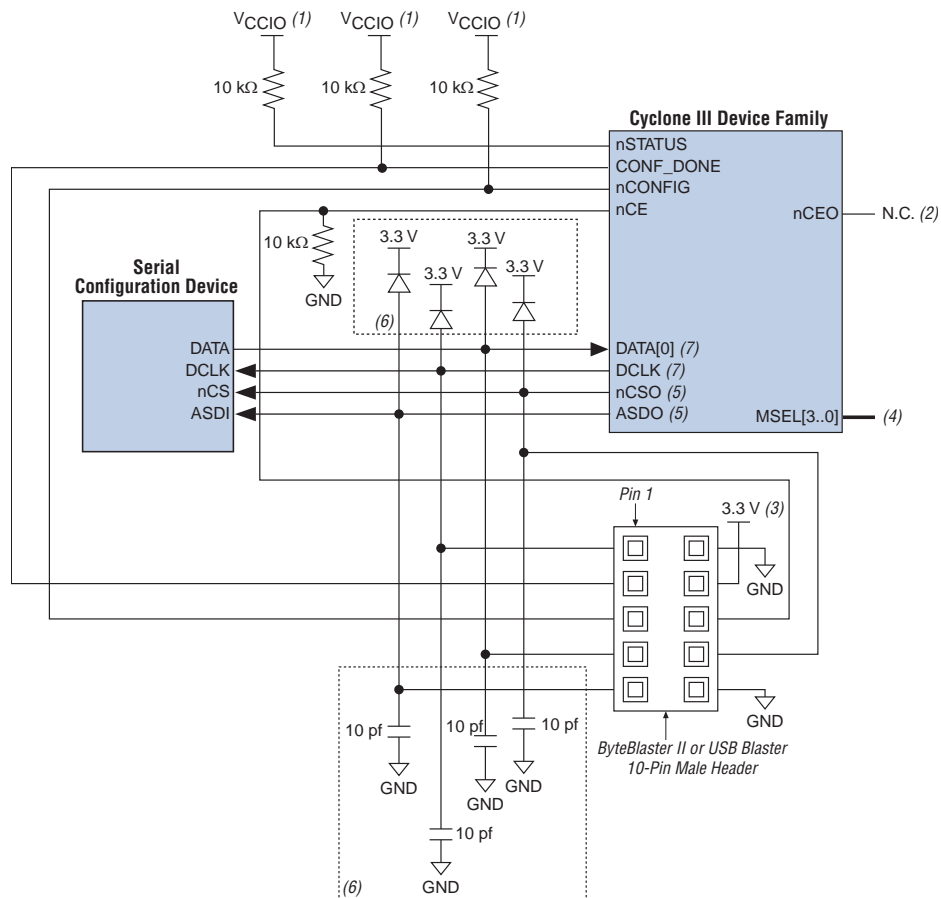 VCCIO (1) VCCIO (1) VCCIO (1)
10 kΩ 10 kΩ 10 kΩ
Cyclone III Device Family
nSTATUS
CONF_DONE
nCONFIG
nCE
nCEO
N.C. (2)
10 kΩ
GND
3.3 V
3.3 V
3.3 V
3.3 V
(6)
Serial
Configuration Device
DATA
DCLK
nCS
ASDI
DATA[0] (7)
DCLK (7)
nCSO (5)
ASDO (5)
MSEL[3..0]
(4)
Pin 1
3.3 V (3)
GND
GND
10 pf
GND
10 pf
GND
10 pf
GND
10 pf
GND
(6)
ByteBlaster II or USB Blaster
10-Pin Male Header